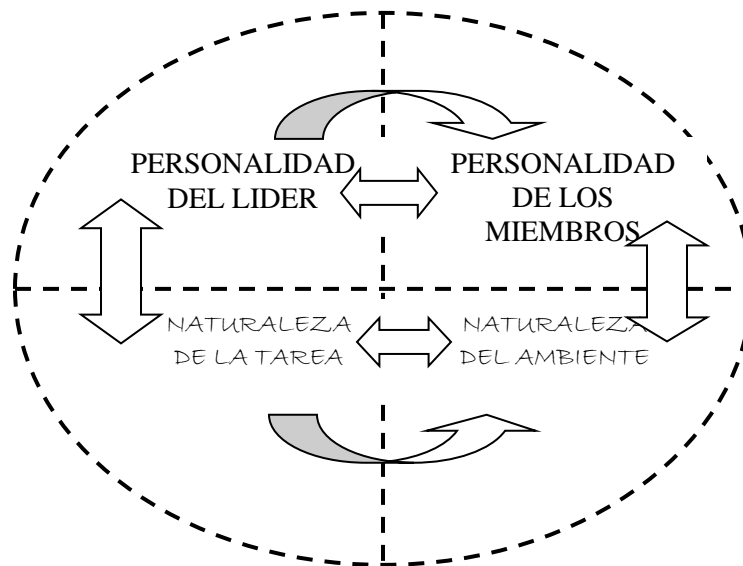 PERSONALIDAD
DEL LIDER
PERSONALIDAD
DE LOS
MIEMBROS
NATURALEZA
DE LA TAREA
NATURALEZA
DEL AMBIENTE